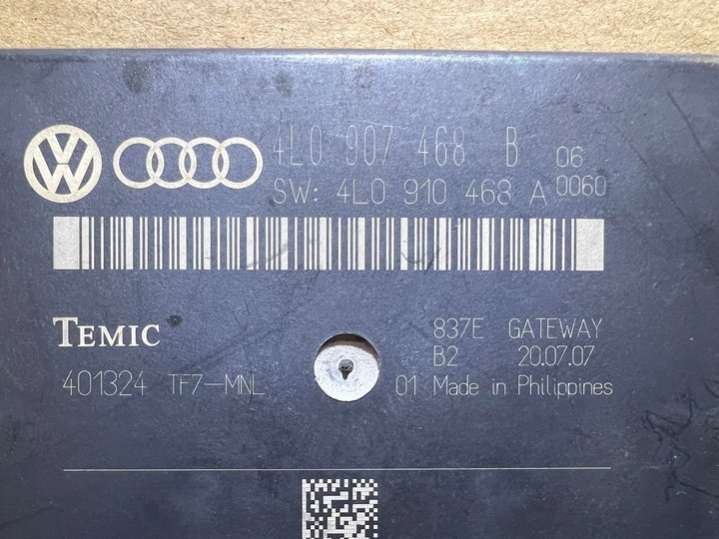 4L0 907 468 B 06
SW: 4L0 910 468 A 0060
TEMIC
837E GATEWAY
B2 20.07.07
401324 TF7-MNL 01 Made in Philippines